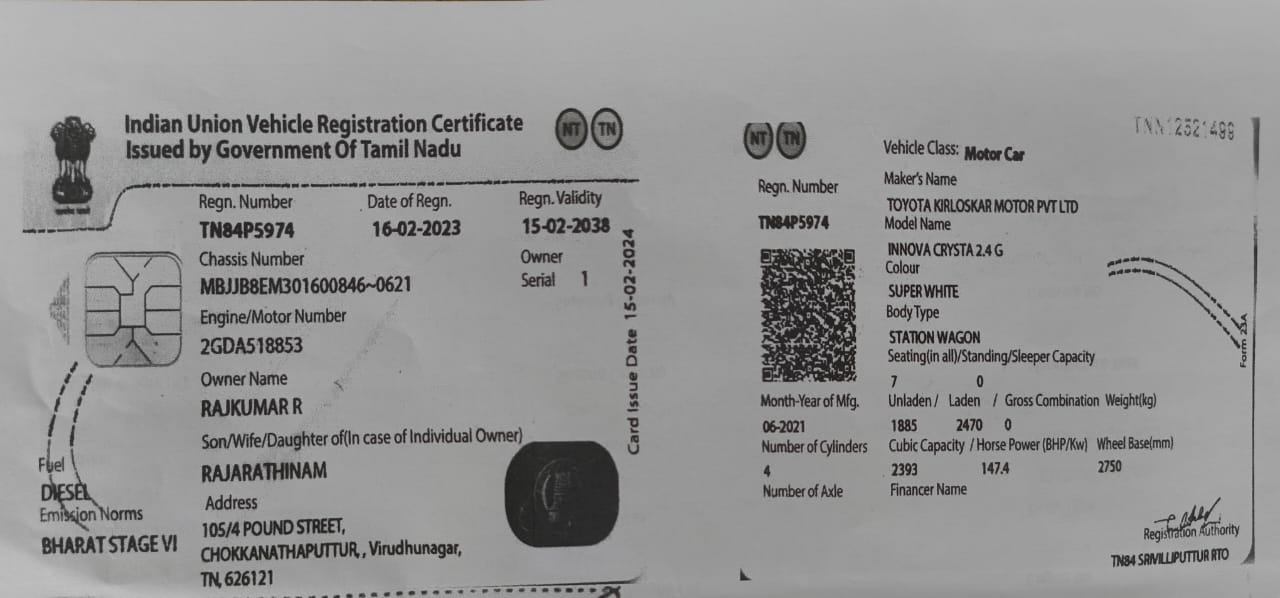 Indian Union Vehicle Registration Certificate
Issued by Government Of Tamil Nadu
NT TN
Regn. Number Date of Regn. Regn. Validity
TN84P5974 16-02-2023 15-02-2038
Chassis Number Owner
MBJJB8EM301600846~0621 Serial 1
Engine/Motor Number
2GDA518853
Owner Name
RAJKUMAR R
Son/Wife/Daughter of(In case of Individual Owner)
RAJARATHINAM
Address
105/4 POUND STREET,
CHOKKANATHAPUTTUR, , Virudhunagar,
TN, 626121
Fuel
DIESEL
Emission Norms
BHARAT STAGE VI
Card Issue Date 15-02-2024
NT TN
TNN12521499
Vehicle Class: Motor Car
Regn. Number
TN84P5974
Maker's Name
TOYOTA KIRLOSKAR MOTOR PVT LTD
Model Name
INNOVA CRYSTA 2.4 G
Colour
SUPER WHITE
Body Type
STATION WAGON
Seating(in all)/Standing/Sleeper Capacity
7 0
Month-Year of Mfg. Unladen / Laden / Gross Combination Weight(kg)
06-2021 1885 2470 0
Number of Cylinders Cubic Capacity / Horse Power (BHP/Kw) Wheel Base(mm)
4 2393 147.4 2750
Number of Axle Financer Name
Form 23A
Registration Authority
TN84 SRIVILLIPUTTUR RTO